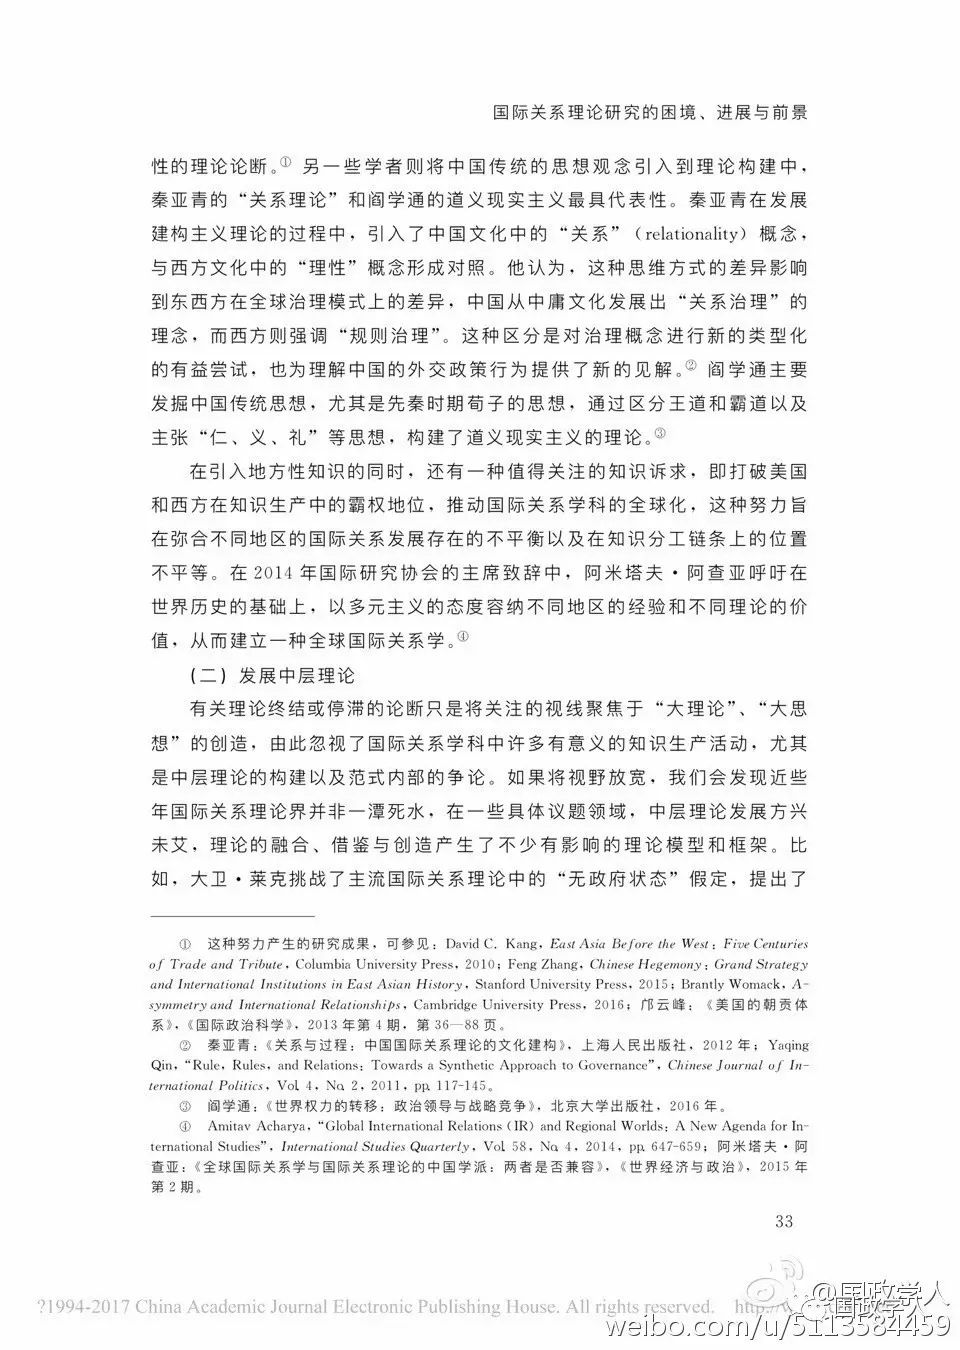 国际关系理论研究的困境、进展与前景
性的理论论断。① 另一些学者则将中国传统的思想观念引入到理论构建中，
秦亚青的“关系理论”和阎学通的道义现实主义最具代表性。秦亚青在发展
建构主义理论的过程中，引入了中国文化中的“关系”（relationality）概念，
与西方文化中的“理性”概念形成对照。他认为，这种思维方式的差异影响
到东西方在全球治理模式上的差异，中国从中庸文化发展出“关系治理”的
理念，而西方则强调“规则治理”。这种区分是对治理概念进行新的类型化
的有益尝试，也为理解中国的外交政策行为提供了新的见解。② 阎学通主要
发掘中国传统思想，尤其是先秦时期荀子的思想，通过区分王道和霸道以及
主张“仁、义、礼”等思想，构建了道义现实主义的理论。③
在引入地方性知识的同时，还有一种值得关注的知识诉求，即打破美国
和西方在知识生产中的霸权地位，推动国际关系学科的全球化，这种努力旨
在弥合不同地区的国际关系发展存在的不平衡以及在知识分工链条上的位置
不平等。在 2014 年国际研究协会的主席致辞中，阿米塔夫·阿查亚呼吁在
世界历史的基础上，以多元主义的态度容纳不同地区的经验和不同理论的价
值，从而建立一种全球国际关系学。④
（二）发展中层理论
有关理论终结或停滞的论断只是将关注的视线聚焦于“大理论”、“大思
想”的创造，由此忽视了国际关系学科中许多有意义的知识生产活动，尤其
是中层理论的构建以及范式内部的争论。如果将视野放宽，我们会发现近些
年国际关系理论界并非一潭死水，在一些具体议题领域，中层理论发展方兴
未艾，理论的融合、借鉴与创造产生了不少有影响的理论模型和框架。比
如，大卫·莱克挑战了主流国际关系理论中的“无政府状态”假定，提出了
① 这种努力产生的研究成果，可参见：David C. Kang, East Asia Before the West: Five Centuries
of Trade and Tribute, Columbia University Press, 2010; Feng Zhang, Chinese Hegemony: Grand Strategy
and International Institutions in East Asian History, Stanford University Press, 2015; Brantly Womack, A-
symmetry and International Relationships, Cambridge University Press, 2016; 邝云峰：《美国的朝贡体
系》，《国际政治科学》，2013 年第 4 期，第 36—88 页。
② 秦亚青：《关系与过程：中国国际关系理论的文化建构》，上海人民出版社，2012 年；Yaqing
Qin, “Rule, Rules, and Relations: Towards a Synthetic Approach to Governance”, Chinese Journal of In-
ternational Politics, Vol. 4, No. 2, 2011, pp. 117-145。
③ 阎学通：《世界权力的转移：政治领导与战略竞争》，北京大学出版社，2016 年。
④ Amitav Acharya, “Global International Relations (IR) and Regional Worlds: A New Agenda for In-
ternational Studies”, International Studies Quarterly, Vol. 58, No. 4, 2014, pp. 647-659; 阿米塔夫·阿
查亚：《全球国际关系学与国际关系理论的中国学派：两者是否兼容》，《世界经济与政治》，2015 年
第 2 期。
33
?1994-2017 China Academic Journal Electronic Publishing House. All rights reserved. http://
@国政学人
国政学人
weibo.com/u/5113584459